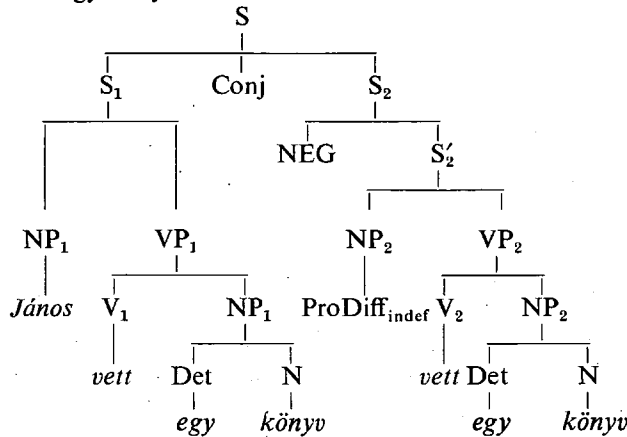 S
S₁ Conj S₂
NEG S₂′
NP₁ VP₁ NP₂ VP₂
János V₁ NP₁ ProDiff_indef V₂ NP₂
vett Det N vett Det N
egy könyv egy könyv